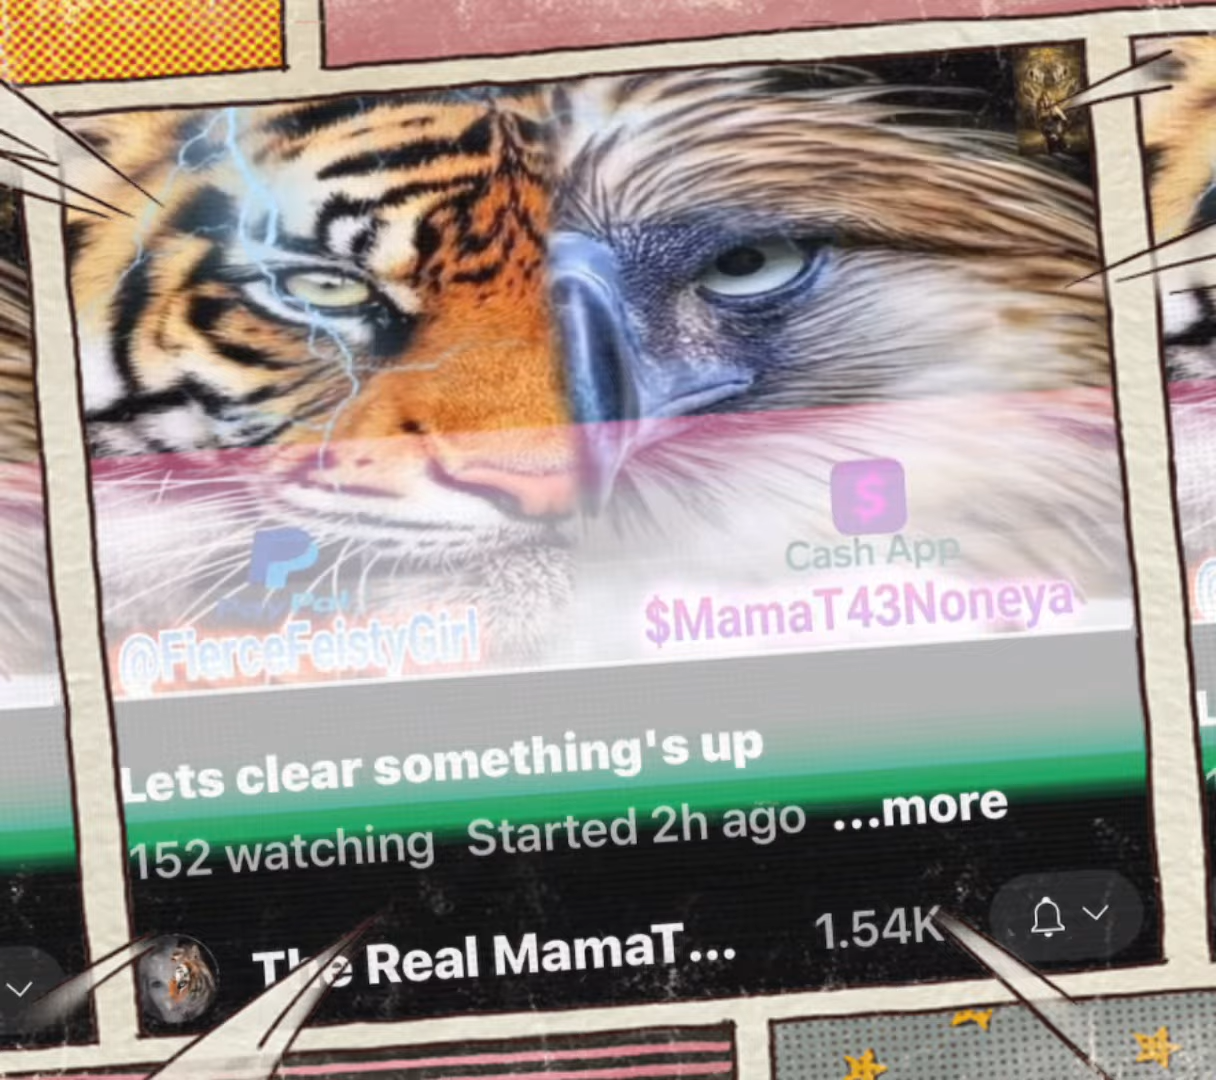 PayPal
@FierceFeistyGirl
$
Cash App
$MamaT43Noneya
Lets clear something's up
152 watching Started 2h ago ...more
The Real MamaT... 1.54K